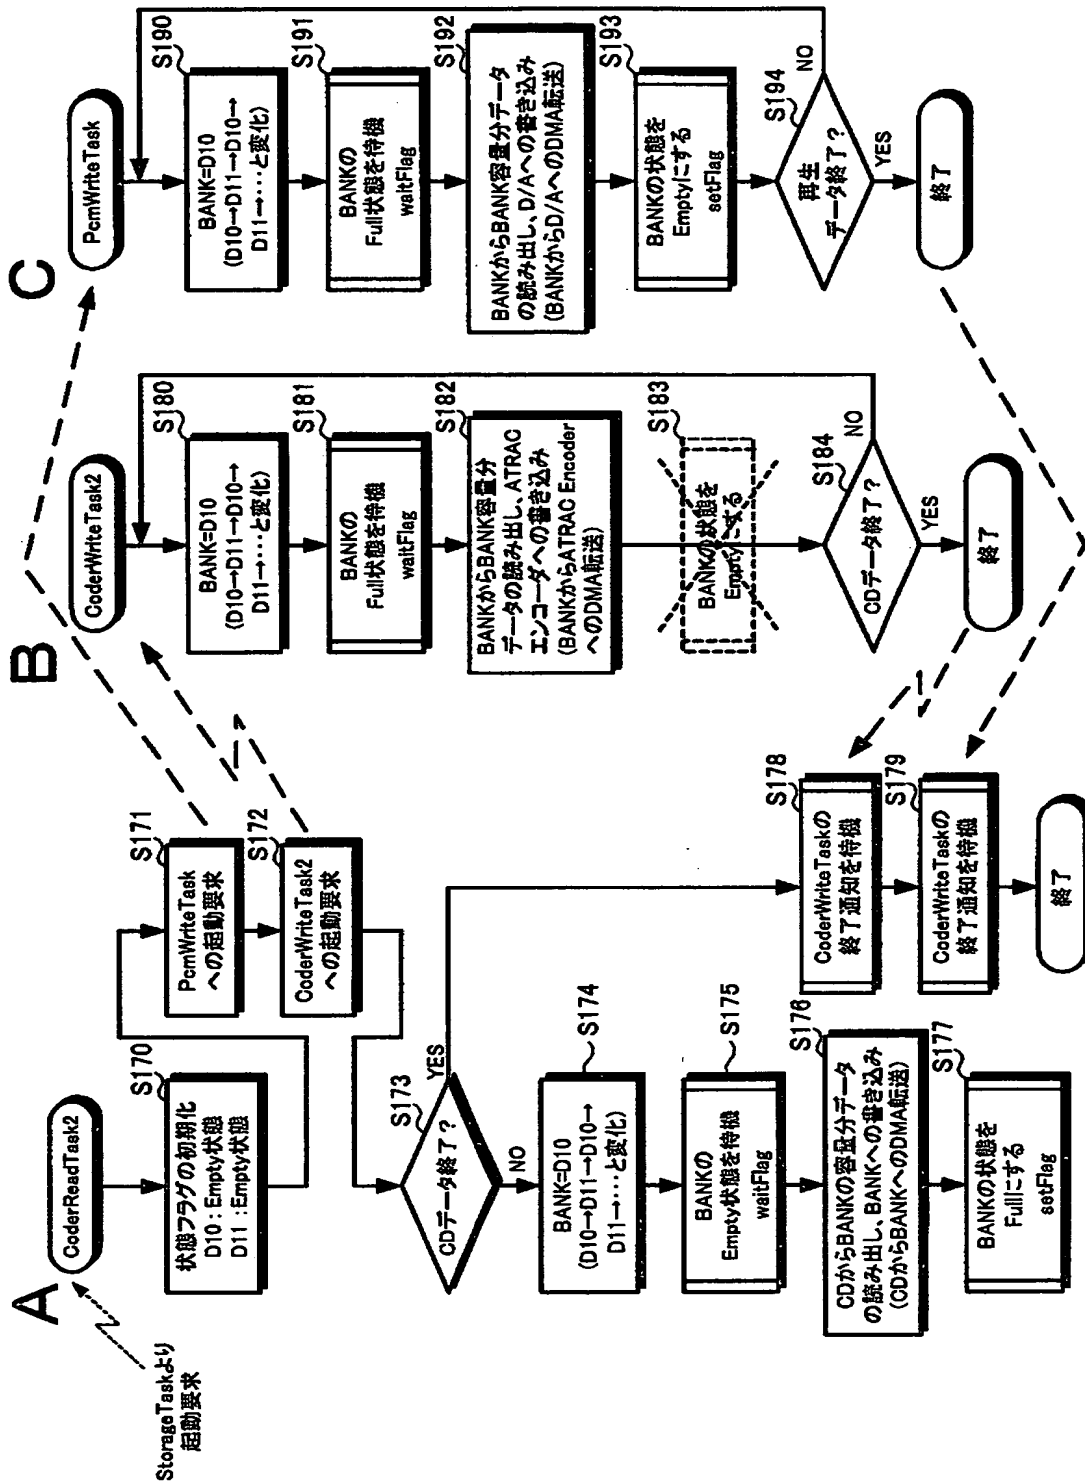 A
StorageTaskより
起動要求
CoderReadTask2
S170
状態フラグの初期化
D10:Empty状態
D11:Empty状態
S171
PcmWriteTask
への起動要求
S172
CoderWriteTask2
への起動要求
S173
CDデータ終了?
YES
NO
S174
BANK=D10
(D10→D11→D10→
D11→‥‥と変化)
S175
BANKの
Empty状態を待機
waitFlag
S176
CDからBANKの容量分データ
の読み出し、BANKへの書き込み
(CDからBANKへのDMA転送)
S177
BANKの状態を
Fullにする
setFlag
S178
CoderWriteTaskの
終了通知を待機
S179
CoderWriteTaskの
終了通知を待機
終了
B
CoderWriteTask2
S180
BANK=D10
(D10→D11→D10→
D11→‥‥と変化)
S181
BANKの
Full状態を待機
waitFlag
S182
BANKからBANK容量分
データの読み出し、ATRAC
エンコーダへの書き込み
(BANKからATRAC Encoder
へのDMA転送)
S183
BANKの状態を
Emptyにする
S184
CDデータ終了?
NO
YES
終了
C
PcmWriteTask
S190
BANK=D10
(D10→D11→D10→
D11→‥‥と変化)
S191
BANKの
Full状態を待機
waitFlag
S192
BANKからBANK容量分データ
の読み出し、D/Aへの書き込み
(BANKからD/AへのDMA転送)
S193
BANKの状態を
Emptyにする
setFlag
S194
再生
データ終了?
NO
YES
終了